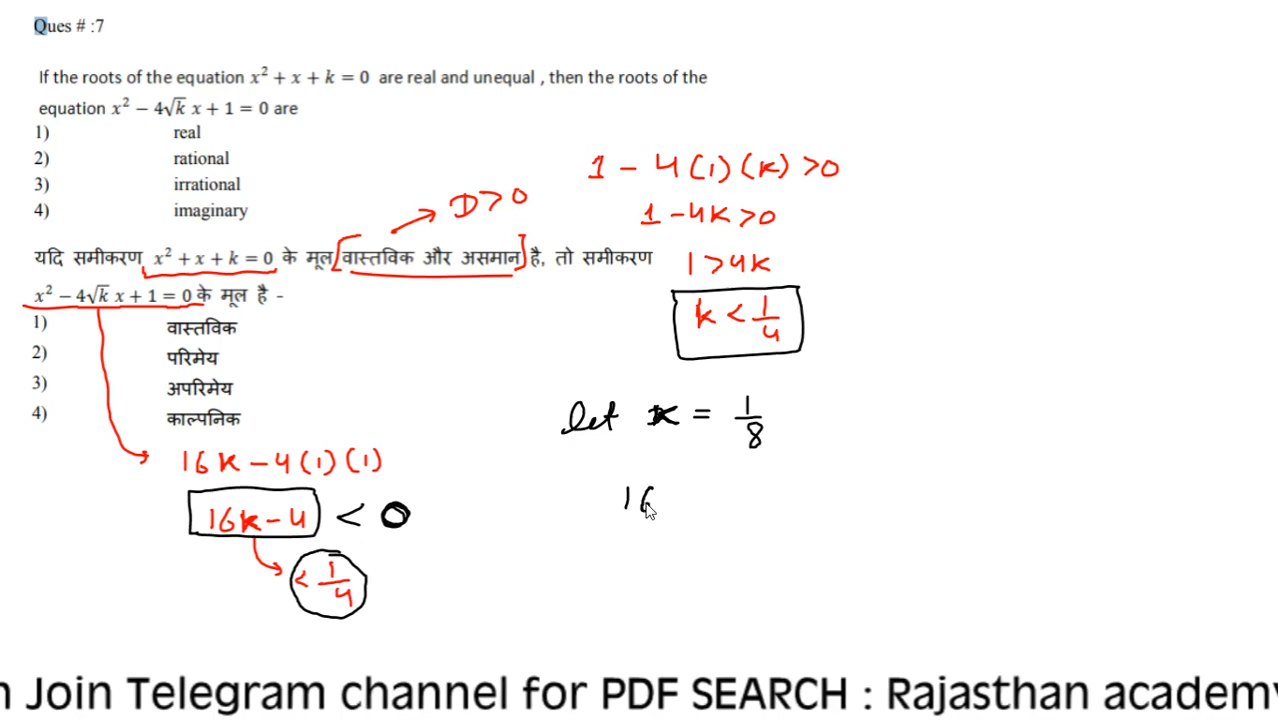 Ques # :7
If the roots of the equation x² + x + k = 0 are real and unequal , then the roots of the
equation x² − 4√k x + 1 = 0 are
1) real
2) rational
3) irrational
4) imaginary
यदि समीकरण x² + x + k = 0 के मूल [वास्तविक और असमान] है, तो समीकरण
x² − 4√k x + 1 = 0 के मूल है -
1) वास्तविक
2) परिमेय
3) अपरिमेय
4) काल्पनिक
D > 0
1 − 4(1)(k) > 0
1 − 4k > 0
1 > 4k
k < 1/4
let k = 1/8
16
16k − 4(1)(1)
16k − 4 < 0
< 1/4
n Join Telegram channel for PDF SEARCH : Rajasthan academy